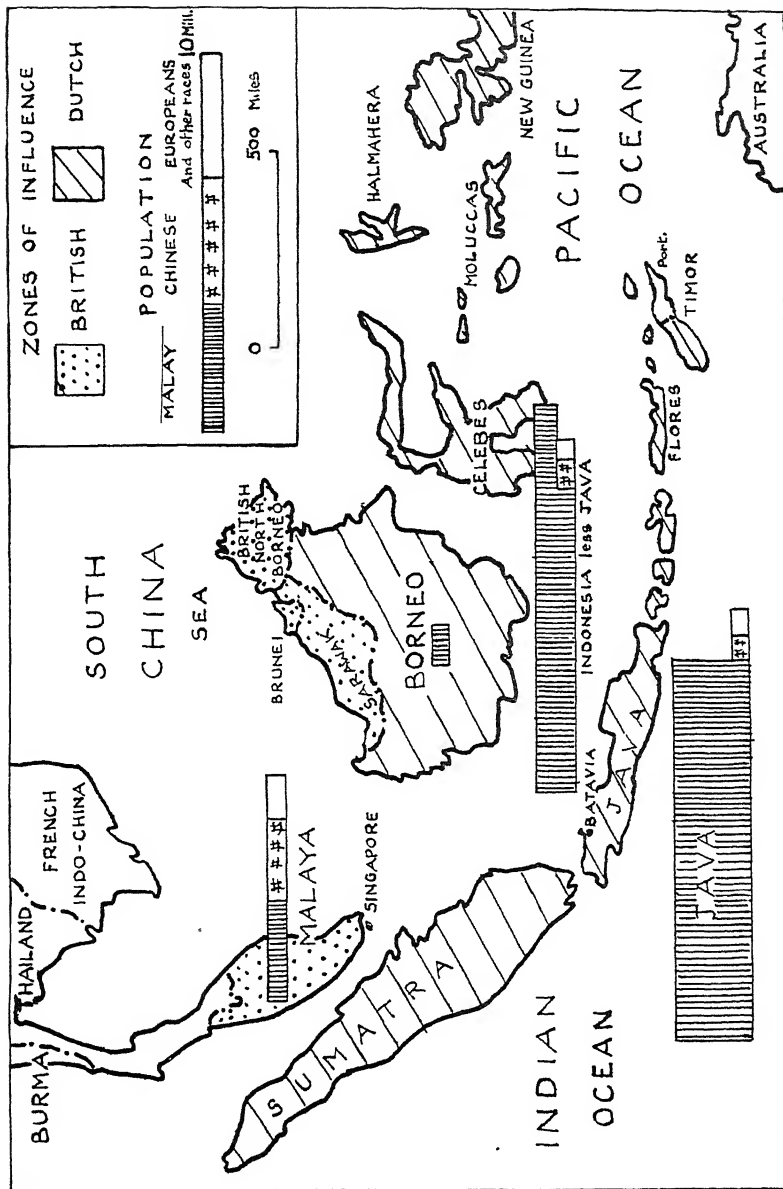 ZONES OF INFLUENCE
BRITISH
DUTCH
POPULATION
MALAY
CHINESE
EUROPEANS
And other races
10 Mill.
0
500 Miles
BURMA
THAILAND
FRENCH
INDO-CHINA
SOUTH
CHINA
SEA
MALAYA
SINGAPORE
BRUNEI
BRITISH
NORTH
BORNEO
SARAWAK
BORNEO
HALMAHERA
NEW GUINEA
MOLUCCAS
CELEBES
PACIFIC
OCEAN
SUMATRA
INDONESIA less JAVA
BATAVIA
JAVA
FLORES
Port.
TIMOR
AUSTRALIA
INDIAN
OCEAN
JAVA